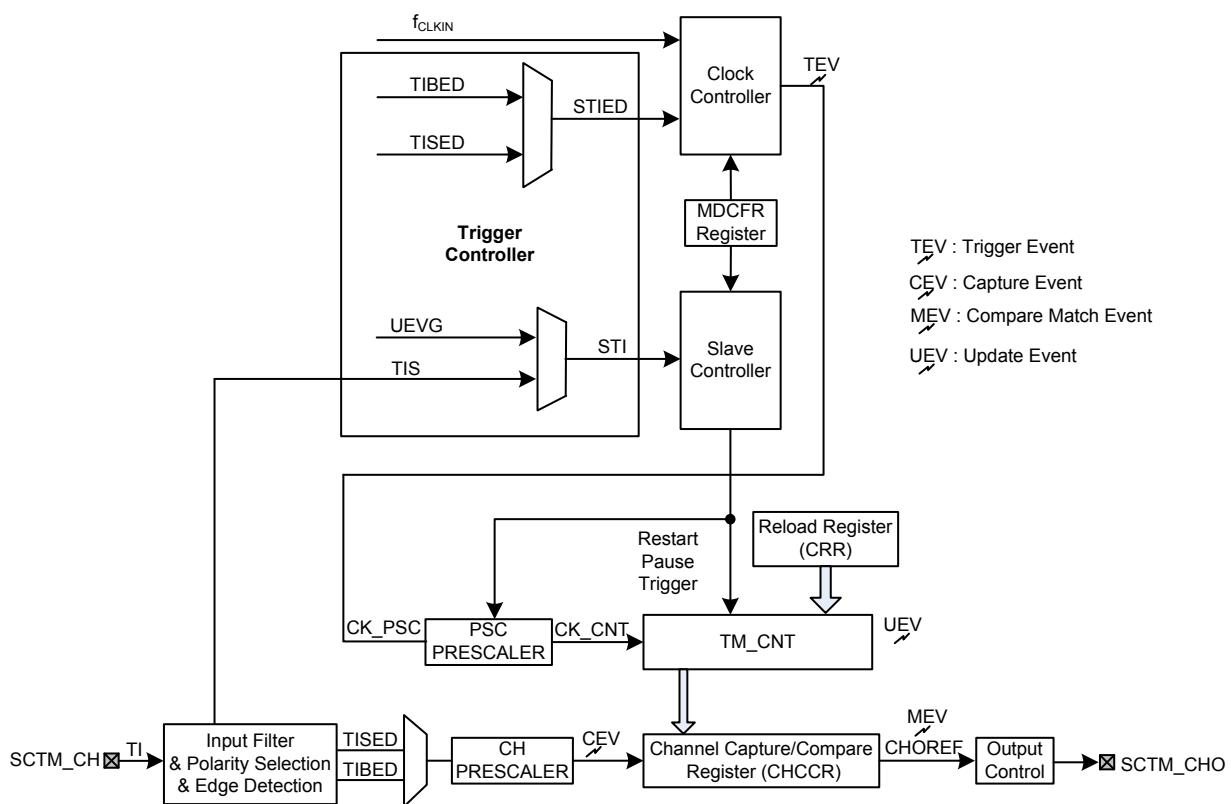 fCLKIN
TEV
Clock
Controller
TIBED
STIED
TISED
MDCFR
Register
Trigger
Controller
TEV : Trigger Event
CEV : Capture Event
MEV : Compare Match Event
UEV : Update Event
UEVG
STI
TIS
Slave
Controller
Restart
Pause
Trigger
Reload Register
(CRR)
CK_PSC
PSC
PRESCALER
CK_CNT
TM_CNT
UEV
SCTM_CH
TI
Input Filter
& Polarity Selection
& Edge Detection
TISED
TIBED
CH
PRESCALER
CEV
Channel Capture/Compare
Register (CHCCR)
MEV
CHOREF
Output
Control
SCTM_CHO